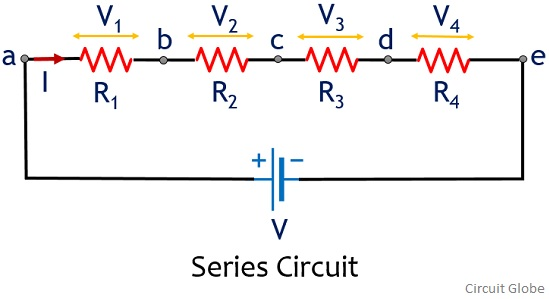 V₁ V₂ V₃ V₄
a b c d e
I R₁ R₂ R₃ R₄
+ −
V
Series Circuit
Circuit Globe